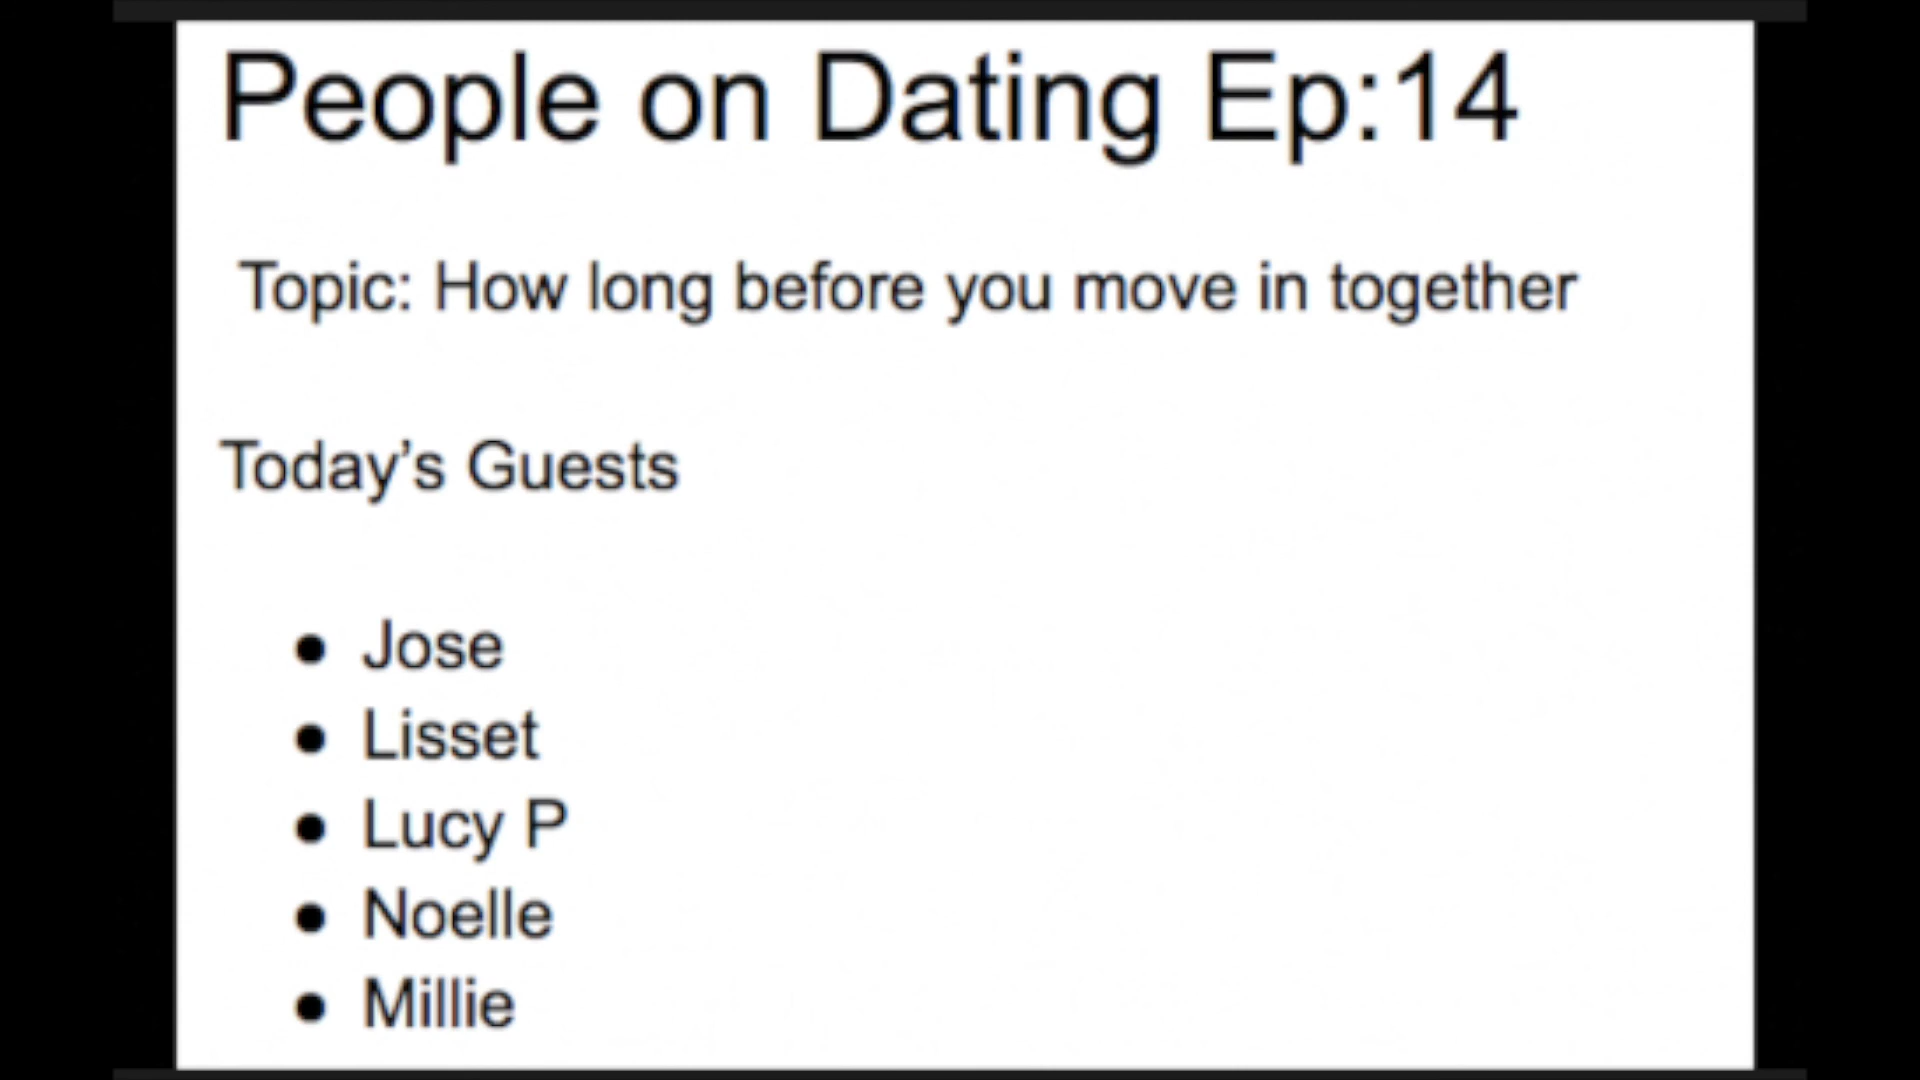 People on Dating Ep:14
Topic: How long before you move in together
Today’s Guests
● Jose
● Lisset
● Lucy P
● Noelle
● Millie